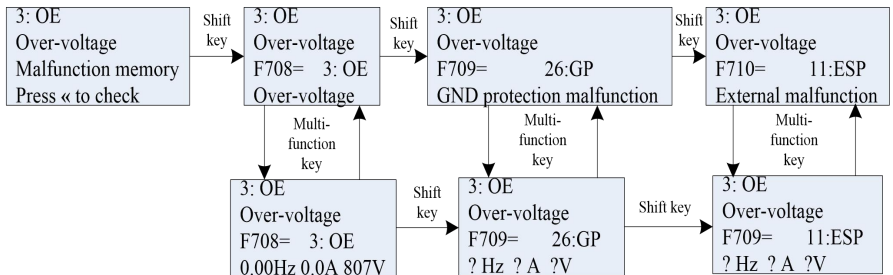 3: OE
Over-voltage
Malfunction memory
Press « to check
Shift
key
3: OE
Over-voltage
F708= 3: OE
Over-voltage
Shift
key
3: OE
Over-voltage
F709= 26:GP
GND protection malfunction
Shift
key
3: OE
Over-voltage
F710= 11:ESP
External malfunction
Multi-
function
key
Multi-
function
key
Multi-
function
key
3: OE
Over-voltage
F708= 3: OE
0.00Hz 0.0A 807V
Shift
key
3: OE
Over-voltage
F709= 26:GP
? Hz ? A ?V
Shift key
3: OE
Over-voltage
F709= 11:ESP
? Hz ? A ?V